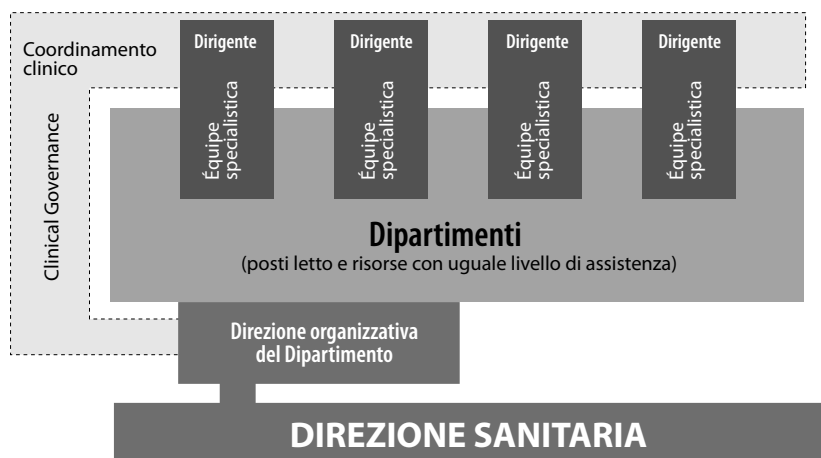 Coordinamento
clinico
Clinical Governance
Dirigente
Équipe
specialistica
Dirigente
Équipe
specialistica
Dirigente
Équipe
specialistica
Dirigente
Équipe
specialistica
Dipartimenti
(posti letto e risorse con uguale livello di assistenza)
Direzione organizzativa
del Dipartimento
DIREZIONE SANITARIA